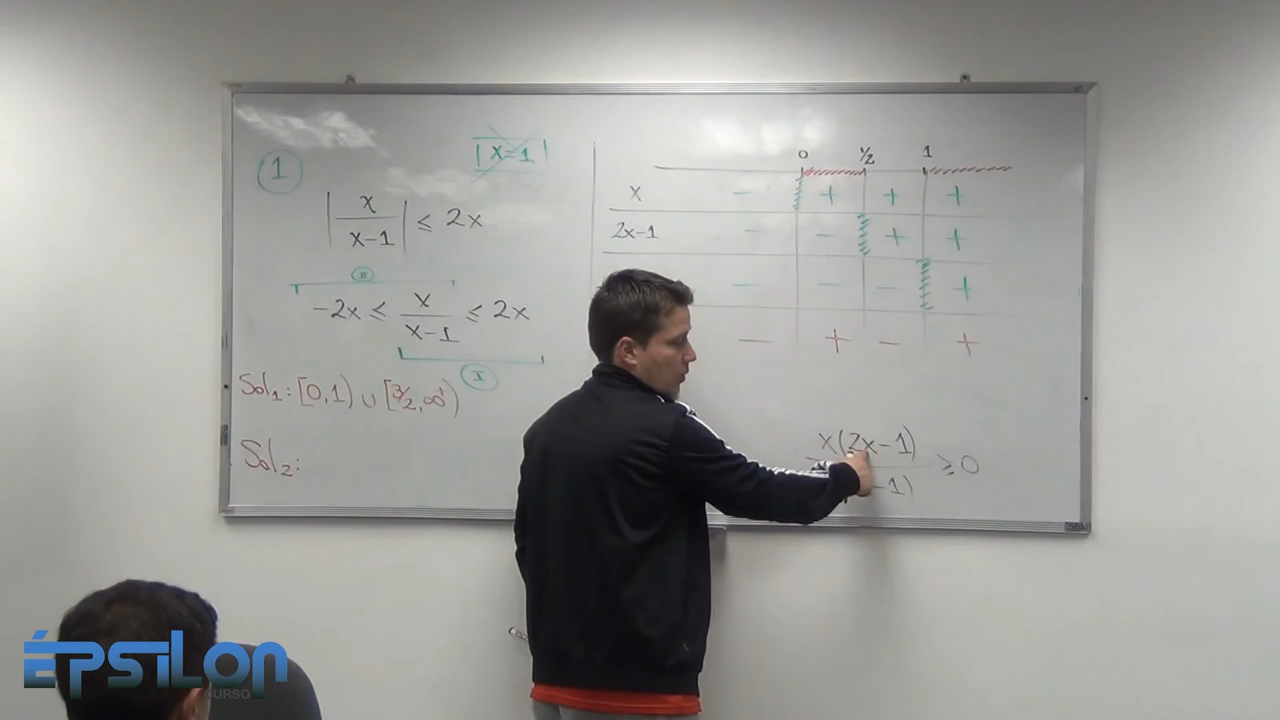 1
| X=1 |
| x / x-1 | ≤ 2x
II
-2x ≤ x / x-1 ≤ 2x
I
Sol₁: [0,1) ∪ [3/2, ∞⁺)
Sol₂:
0 ½ 1
x − + + +
2x-1 − − + +
− − − +
− + − +
x(2x-1)
-1) ≥ 0
ÉPSILON
CURSO